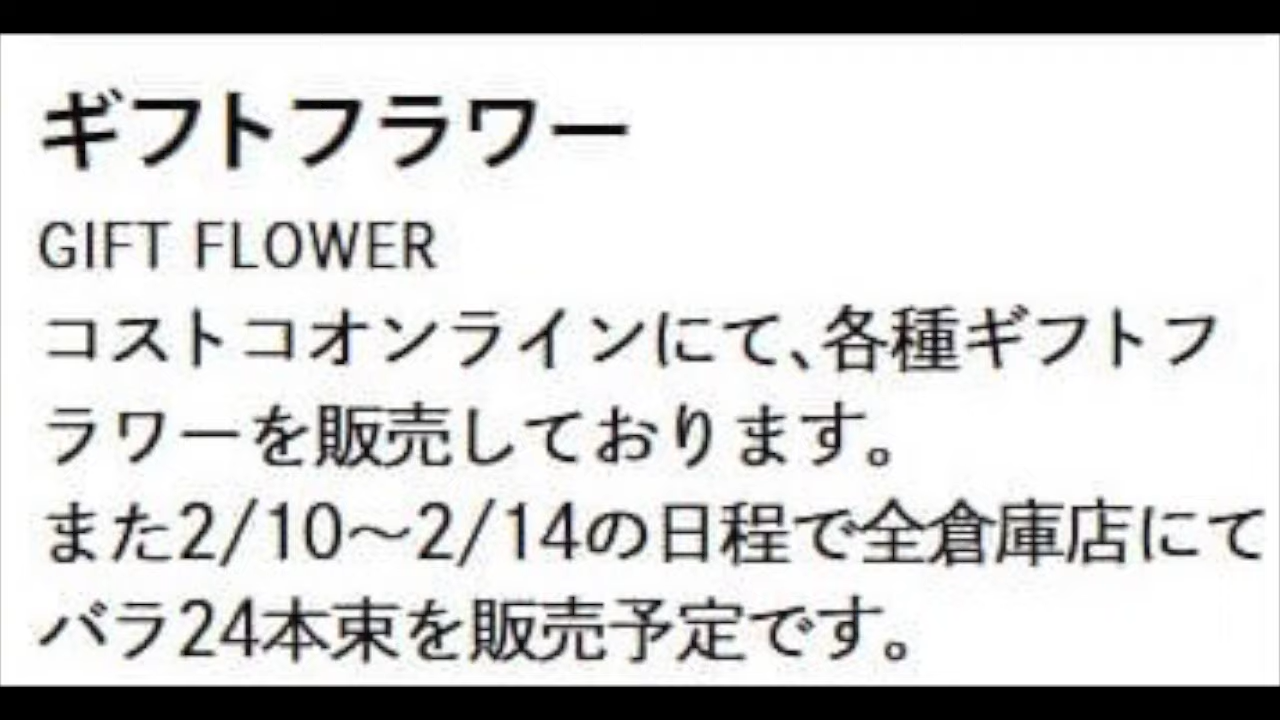 ギフトフラワー
GIFT FLOWER
コストコオンラインにて、各種ギフトフ
ラワーを販売しております。
また2/10～2/14の日程で全倉庫店にて
バラ24本束を販売予定です。